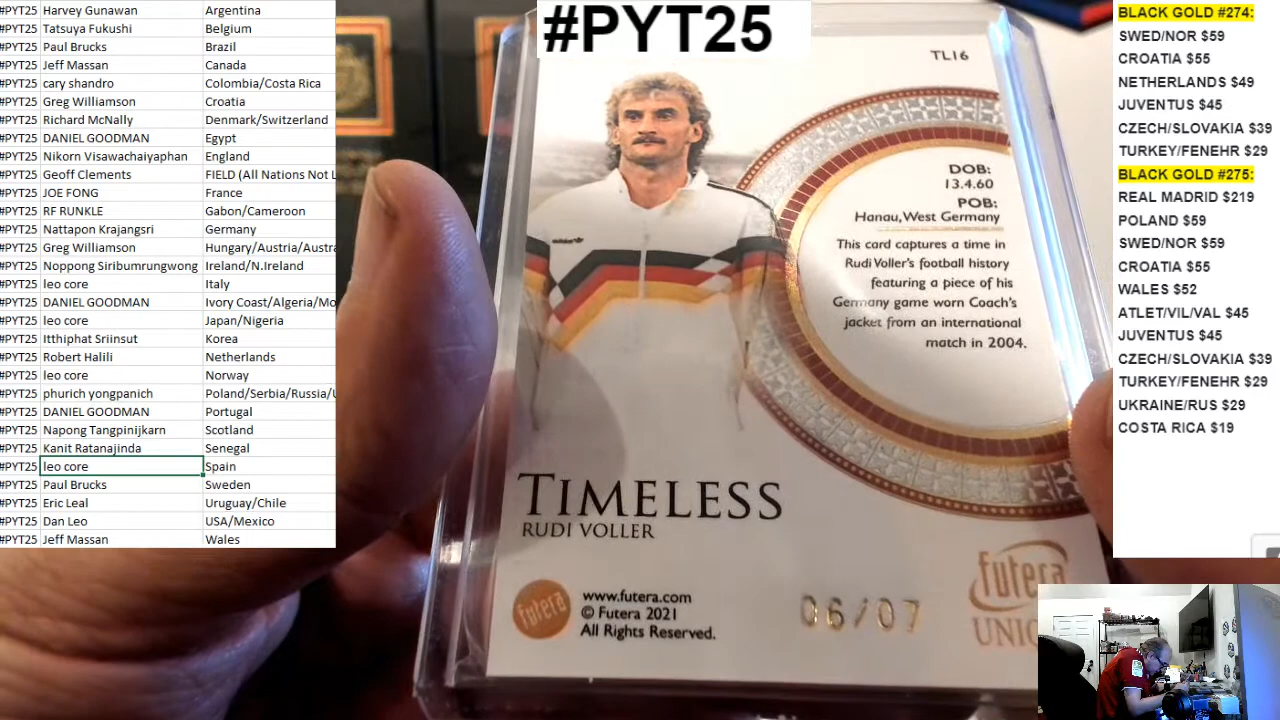 #PYT25 Harvey Gunawan Argentina
#PYT25 Tatsuya Fukushi Belgium
#PYT25 Paul Brucks Brazil
#PYT25 Jeff Massan Canada
#PYT25 cary shandro Colombia/Costa Rica
#PYT25 Greg Williamson Croatia
#PYT25 Richard McNally Denmark/Switzerland
#PYT25 DANIEL GOODMAN Egypt
#PYT25 Nikorn Visawachaiyaphan England
#PYT25 Geoff Clements FIELD (All Nations Not L
#PYT25 JOE FONG France
#PYT25 RF RUNKLE Gabon/Cameroon
#PYT25 Nattapon Krajangsri Germany
#PYT25 Greg Williamson Hungary/Austria/Austra
#PYT25 Noppong Siribumrungwong Ireland/N.Ireland
#PYT25 leo core Italy
#PYT25 DANIEL GOODMAN Ivory Coast/Algeria/Mo
#PYT25 leo core Japan/Nigeria
#PYT25 Itthiphat Sriinsut Korea
#PYT25 Robert Halili Netherlands
#PYT25 leo core Norway
#PYT25 phurich yongpanich Poland/Serbia/Russia/U
#PYT25 DANIEL GOODMAN Portugal
#PYT25 Napong Tangpinijkarn Scotland
#PYT25 Kanit Ratanajinda Senegal
#PYT25 leo core Spain
#PYT25 Paul Brucks Sweden
#PYT25 Eric Leal Uruguay/Chile
#PYT25 Dan Leo USA/Mexico
#PYT25 Jeff Massan Wales
#PYT25
TL16
DOB:
13.4.60
POB:
Hanau, West Germany
This card captures a time in
Rudi Voller's football history
featuring a piece of his
Germany game worn Coach's
jacket from an international
match in 2004.
adidas
TIMELESS
RUDI VOLLER
futera
www.futera.com
© Futera 2021
All Rights Reserved.
06/07
futera
UNIQ
BLACK GOLD #274:
SWED/NOR $59
CROATIA $55
NETHERLANDS $49
JUVENTUS $45
CZECH/SLOVAKIA $39
TURKEY/FENEHR $29
BLACK GOLD #275:
REAL MADRID $219
POLAND $59
SWED/NOR $59
CROATIA $55
WALES $52
ATLET/VIL/VAL $45
JUVENTUS $45
CZECH/SLOVAKIA $39
TURKEY/FENEHR $29
UKRAINE/RUS $29
COSTA RICA $19